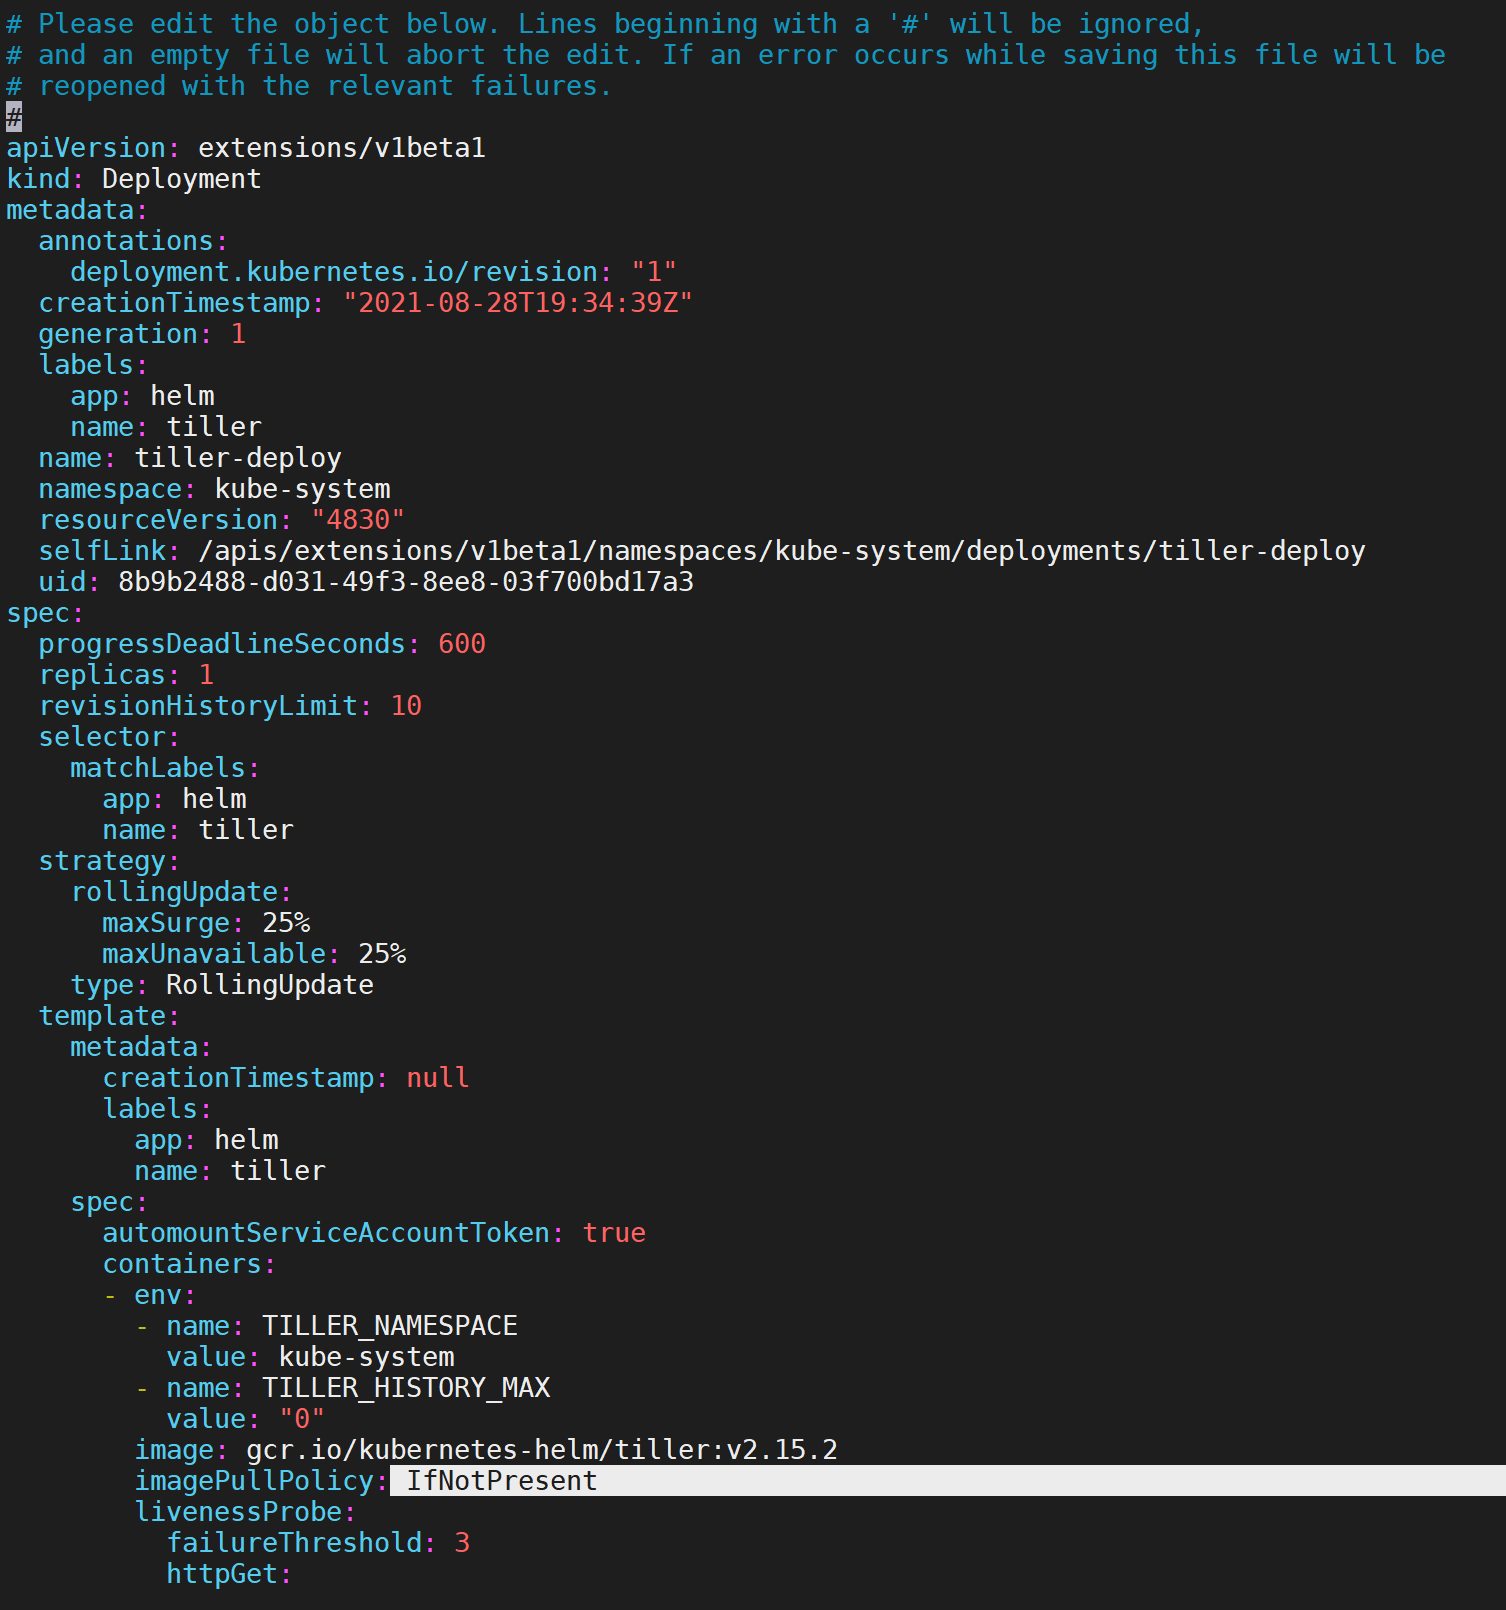 # Please edit the object below. Lines beginning with a '#' will be ignored,
# and an empty file will abort the edit. If an error occurs while saving this file will be
# reopened with the relevant failures.
#
apiVersion: extensions/v1beta1
kind: Deployment
metadata:
  annotations:
    deployment.kubernetes.io/revision: "1"
  creationTimestamp: "2021-08-28T19:34:39Z"
  generation: 1
  labels:
    app: helm
    name: tiller
  name: tiller-deploy
  namespace: kube-system
  resourceVersion: "4830"
  selfLink: /apis/extensions/v1beta1/namespaces/kube-system/deployments/tiller-deploy
  uid: 8b9b2488-d031-49f3-8ee8-03f700bd17a3
spec:
  progressDeadlineSeconds: 600
  replicas: 1
  revisionHistoryLimit: 10
  selector:
    matchLabels:
      app: helm
      name: tiller
  strategy:
    rollingUpdate:
      maxSurge: 25%
      maxUnavailable: 25%
    type: RollingUpdate
  template:
    metadata:
      creationTimestamp: null
      labels:
        app: helm
        name: tiller
    spec:
      automountServiceAccountToken: true
      containers:
      - env:
        - name: TILLER_NAMESPACE
          value: kube-system
        - name: TILLER_HISTORY_MAX
          value: "0"
        image: gcr.io/kubernetes-helm/tiller:v2.15.2
        imagePullPolicy: IfNotPresent
        livenessProbe:
          failureThreshold: 3
          httpGet: